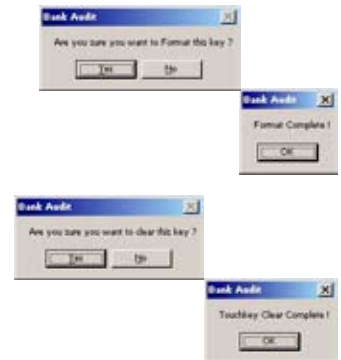 Bank Audit
Are you sure you want to Format this key ?
Yes
No
Bank Audit
Format Complete !
OK
Bank Audit
Are you sure you want to clear this key ?
Yes
No
Bank Audit
Touchkey Clear Complete !
OK